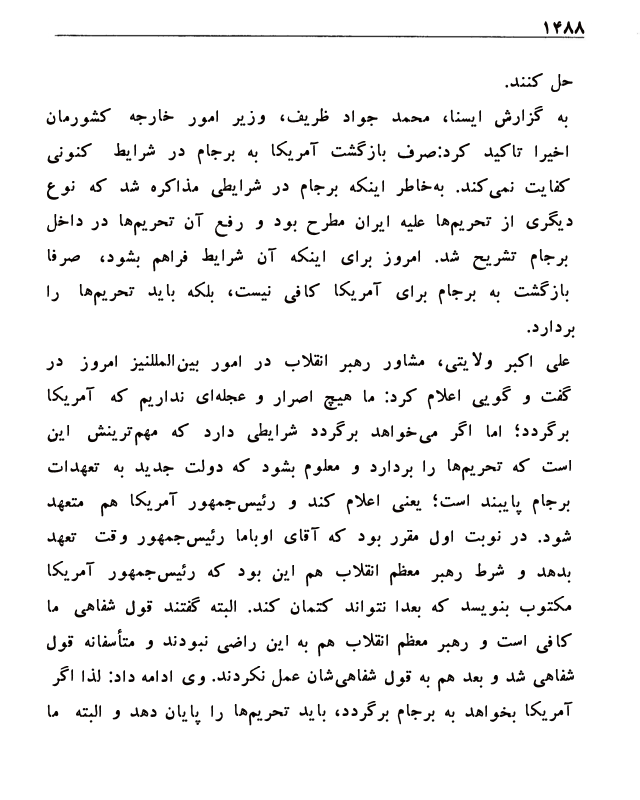 ۱۴۸۸
حل کنند.
به گزارش ایسنا، محمد جواد ظریف، وزیر امور خارجه کشورمان
اخیرا تاکید کرد:صرف بازگشت آمریکا به برجام در شرایط کنونی
کفایت نمی‌کند. به‌خاطر اینکه برجام در شرایطی مذاکره شد که نوع
دیگری از تحریم‌ها علیه ایران مطرح بود و رفع آن تحریم‌ها در داخل
برجام تشریح شد. امروز برای اینکه آن شرایط فراهم بشود، صرفا
بازگشت به برجام برای آمریکا کافی نیست، بلکه باید تحریم‌ها را
بردارد.
علی اکبر ولایتی، مشاور رهبر انقلاب در امور بین‌المللنیز امروز در
گفت و گویی اعلام کرد: ما هیچ اصرار و عجله‌ای نداریم که آمریکا
برگردد؛ اما اگر می‌خواهد برگردد شرایطی دارد که مهم‌ترینش این
است که تحریم‌ها را بردارد و معلوم بشود که دولت جدید به تعهدات
برجام پایبند است؛ یعنی اعلام کند و رئیس‌جمهور آمریکا هم متعهد
شود. در نوبت اول مقرر بود که آقای اوباما رئیس‌جمهور وقت تعهد
بدهد و شرط رهبر معظم انقلاب هم این بود که رئیس‌جمهور آمریکا
مکتوب بنویسد که بعدا نتواند کتمان کند. البته گفتند قول شفاهی ما
کافی است و رهبر معظم انقلاب هم به این راضی نبودند و متأسفانه قول
شفاهی شد و بعد هم به قول شفاهی‌شان عمل نکردند. وی ادامه داد: لذا اگر
آمریکا بخواهد به برجام برگردد، باید تحریم‌ها را پایان دهد و البته ما